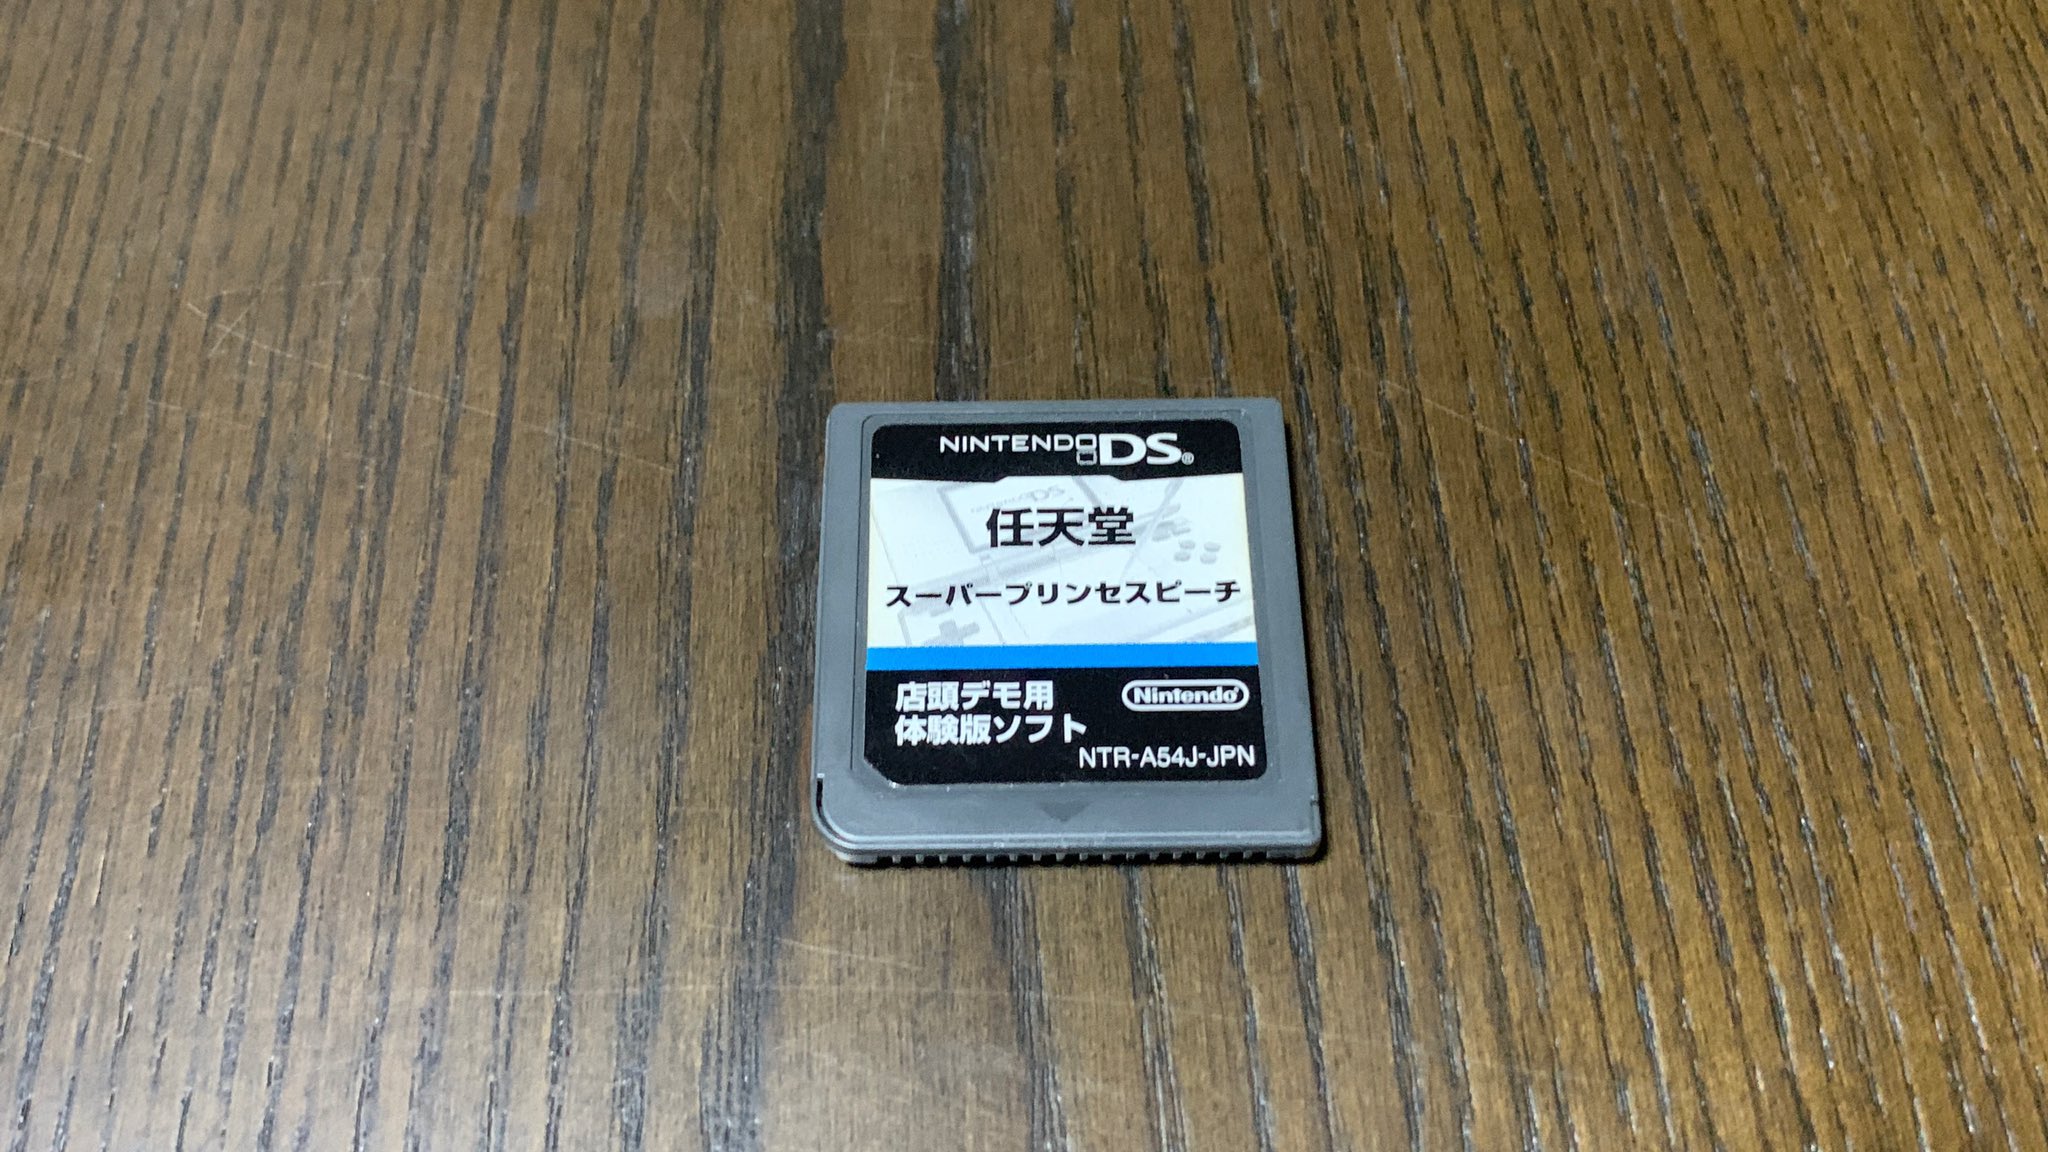 NINTENDO DS®
任天堂
スーパープリンセスピーチ
店頭デモ用
体験版ソフト
Nintendo®
NTR-A54J-JPN